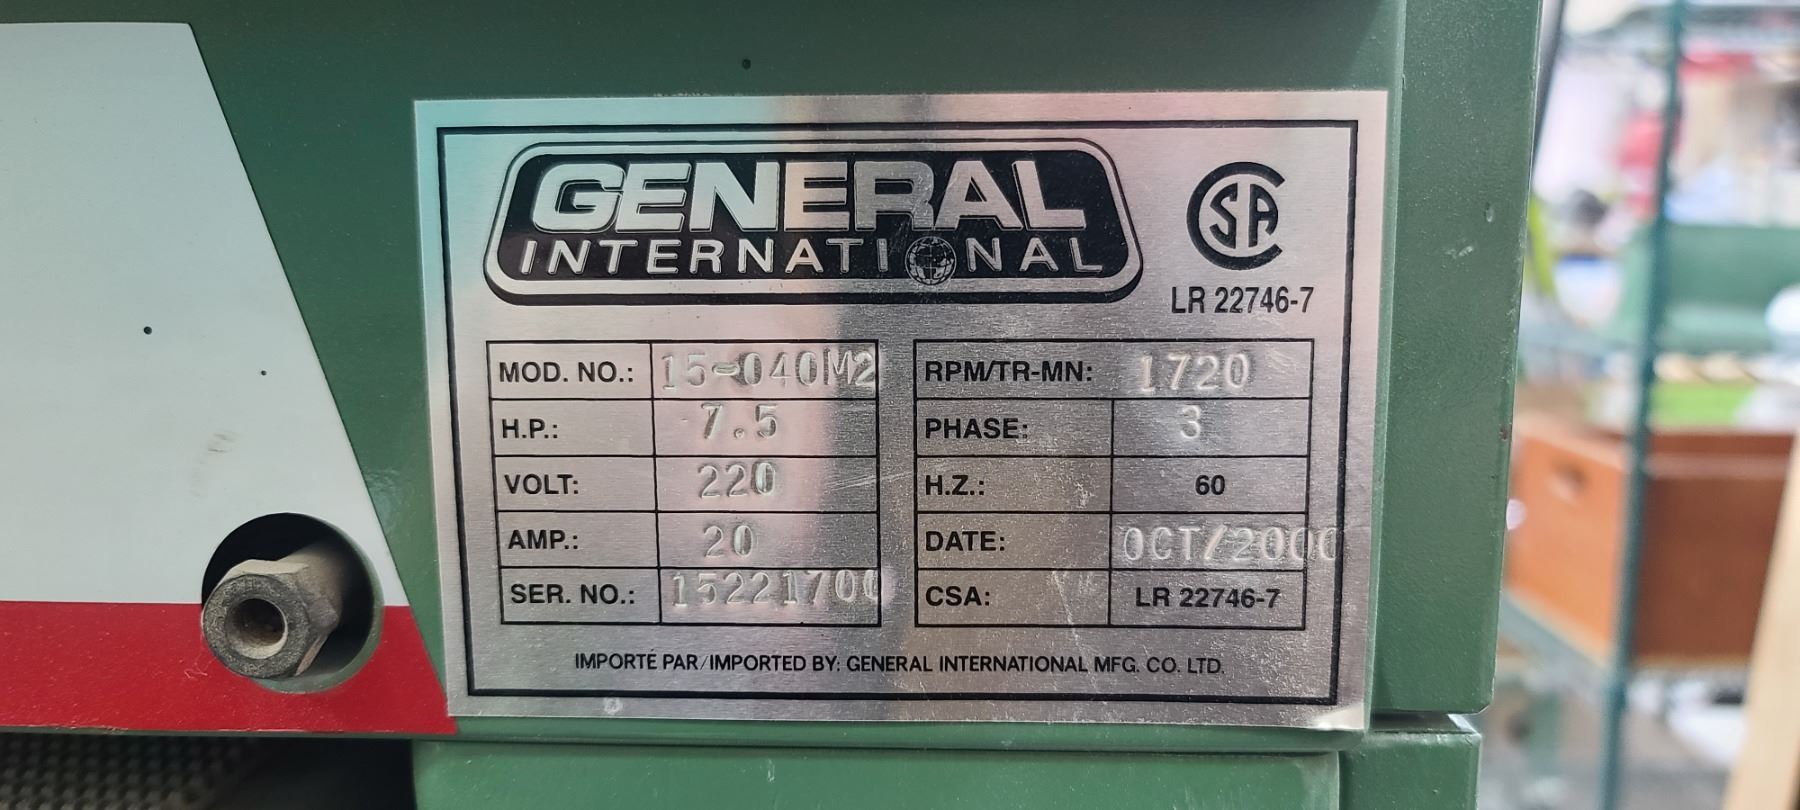 GENERAL
INTERNATIONAL
CSA
LR 22746-7
MOD. NO.: 15-040M2
H.P.: 7.5
VOLT: 220
AMP.: 20
SER. NO.: 15221700
RPM/TR-MN: 1720
PHASE: 3
H.Z.: 60
DATE: OCT/2000
CSA: LR 22746-7
IMPORTÉ PAR/IMPORTED BY: GENERAL INTERNATIONAL MFG. CO. LTD.